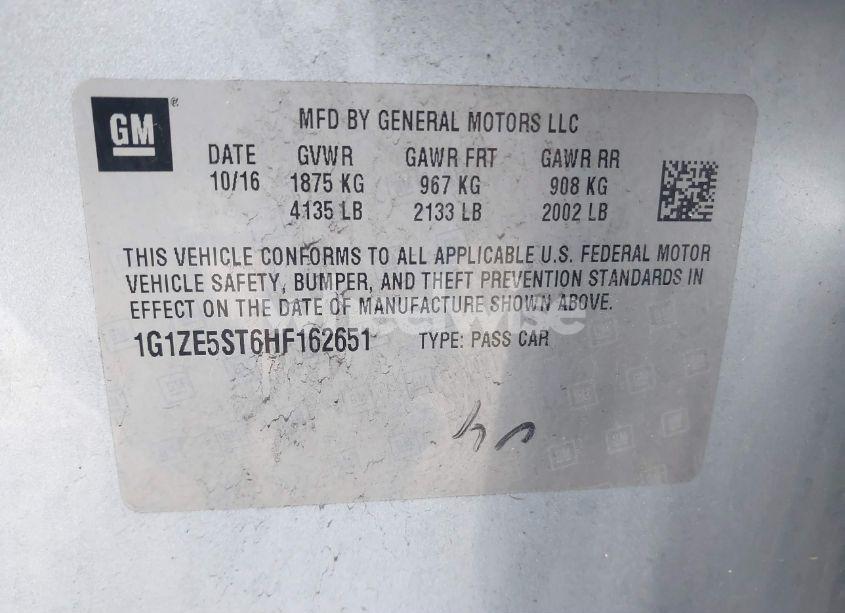 GM
MFD BY GENERAL MOTORS LLC
DATE GVWR GAWR FRT GAWR RR
10/16 1875 KG 967 KG 908 KG
4135 LB 2133 LB 2002 LB
THIS VEHICLE CONFORMS TO ALL APPLICABLE U.S. FEDERAL MOTOR
VEHICLE SAFETY, BUMPER, AND THEFT PREVENTION STANDARDS IN
EFFECT ON THE DATE OF MANUFACTURE SHOWN ABOVE.
1G1ZE5ST6HF162651 TYPE: PASS CAR